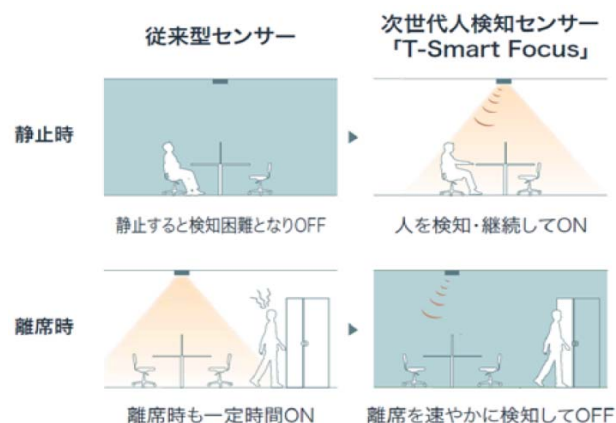 従来型センサー
次世代人検知センサー
「T-Smart Focus」
静止時
静止すると検知困難となりOFF
人を検知・継続してON
離席時
離席時も一定時間ON
離席を速やかに検知してOFF